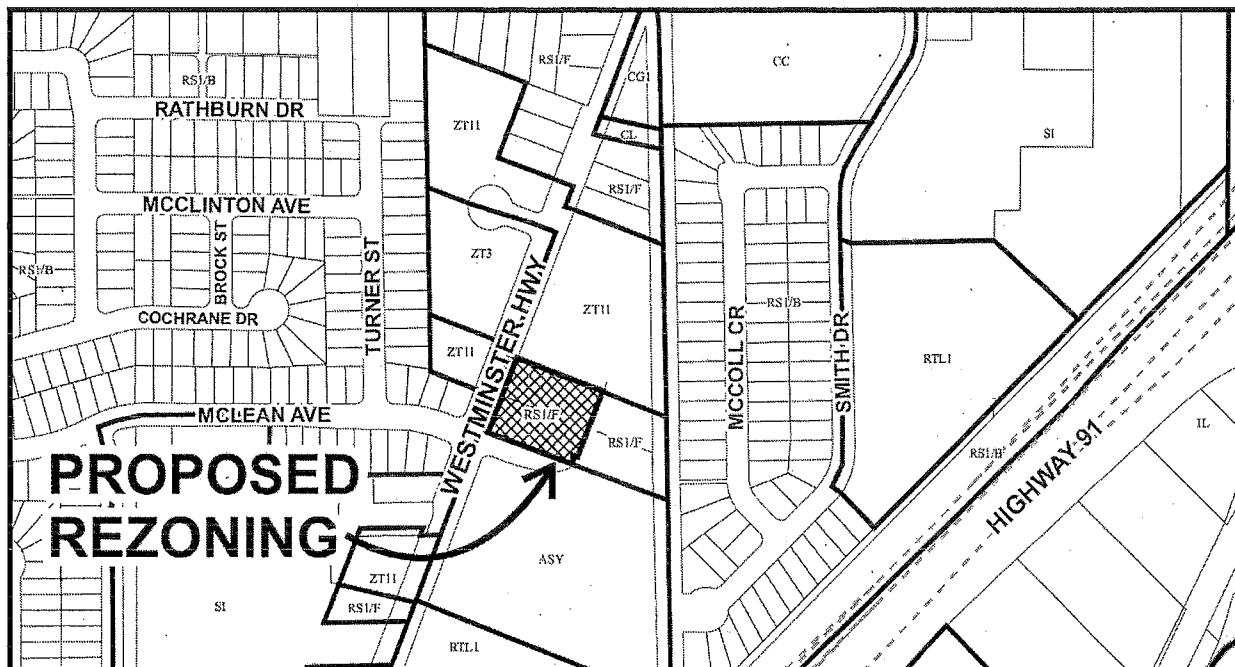 RS1/B
RATHBURN DR
MCCLINTON AVE
BROCK ST
RS1/B
COCHRANE DR
TURNER ST
MCLEAN AVE
PROPOSED
REZONING
ZT11
RS1/F
CG1
CL
RS1/F
ZT3
WESTMINSTER HWY
ZT11
ZT11
RS1/F
RS1/F
ASY
ZT11
RS1/F
SI
RTL1
CC
SI
MCCOLL CR
RS1/B
SMITH DR
RTL1
RS1/B
HIGHWAY 91
IL